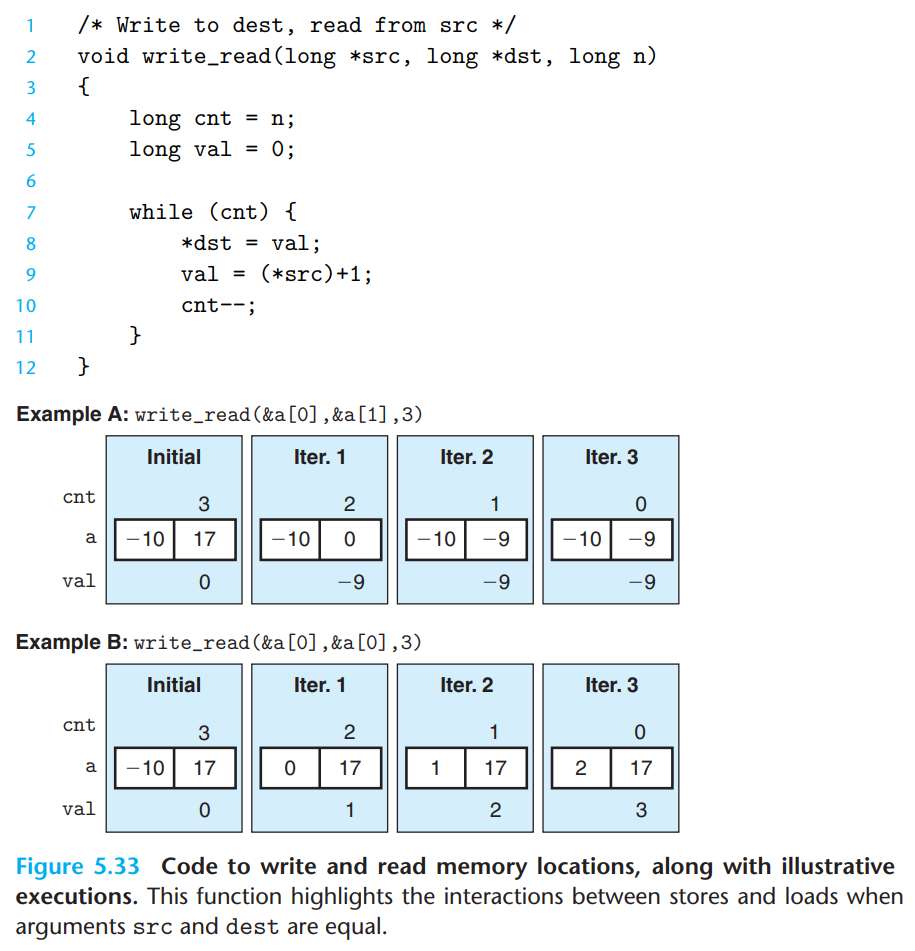 1 /* Write to dest, read from src */
2 void write_read(long *src, long *dst, long n)
3 {
4     long cnt = n;
5     long val = 0;
6
7     while (cnt) {
8         *dst = val;
9         val = (*src)+1;
10         cnt--;
11     }
12 }
Example A: write_read(&a[0],&a[1],3)
Initial Iter. 1 Iter. 2 Iter. 3
cnt 3 2 1 0
a −10 17 −10 0 −10 −9 −10 −9
val 0 −9 −9 −9
Example B: write_read(&a[0],&a[0],3)
Initial Iter. 1 Iter. 2 Iter. 3
cnt 3 2 1 0
a −10 17 0 17 1 17 2 17
val 0 1 2 3
Figure 5.33 Code to write and read memory locations, along with illustrative
executions. This function highlights the interactions between stores and loads when
arguments src and dest are equal.